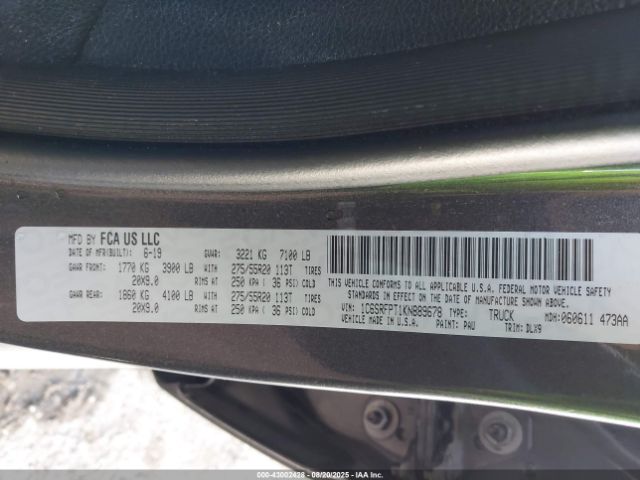 MFD BY FCA US LLC
DATE OF MFR(BUILT): 6-19 GVWR: 3221 KG 7100 LB
GAWR FRONT: 1770 KG 3900 LB WITH 275/55R20 113T TIRES
20X9.0 RIMS AT 250 KPA ( 36 PSI) COLD
GAWR REAR: 1860 KG 4100 LB WITH 275/55R20 113T TIRES
20X9.0 RIMS AT 250 KPA ( 36 PSI) COLD
THIS VEHICLE CONFORMS TO ALL APPLICABLE U.S.A. FEDERAL MOTOR VEHICLE SAFETY
STANDARDS IN EFFECT ON THE DATE OF MANUFACTURE SHOWN ABOVE.
VIN: 1C6SRFPT1KN889678 TYPE: TRUCK MDH: 060611 473AA
VEHICLE MADE IN U.S.A. PAINT: PAU TRIM: DLX9
000-43002428 - 08/20/2025 - IAAI, Inc.